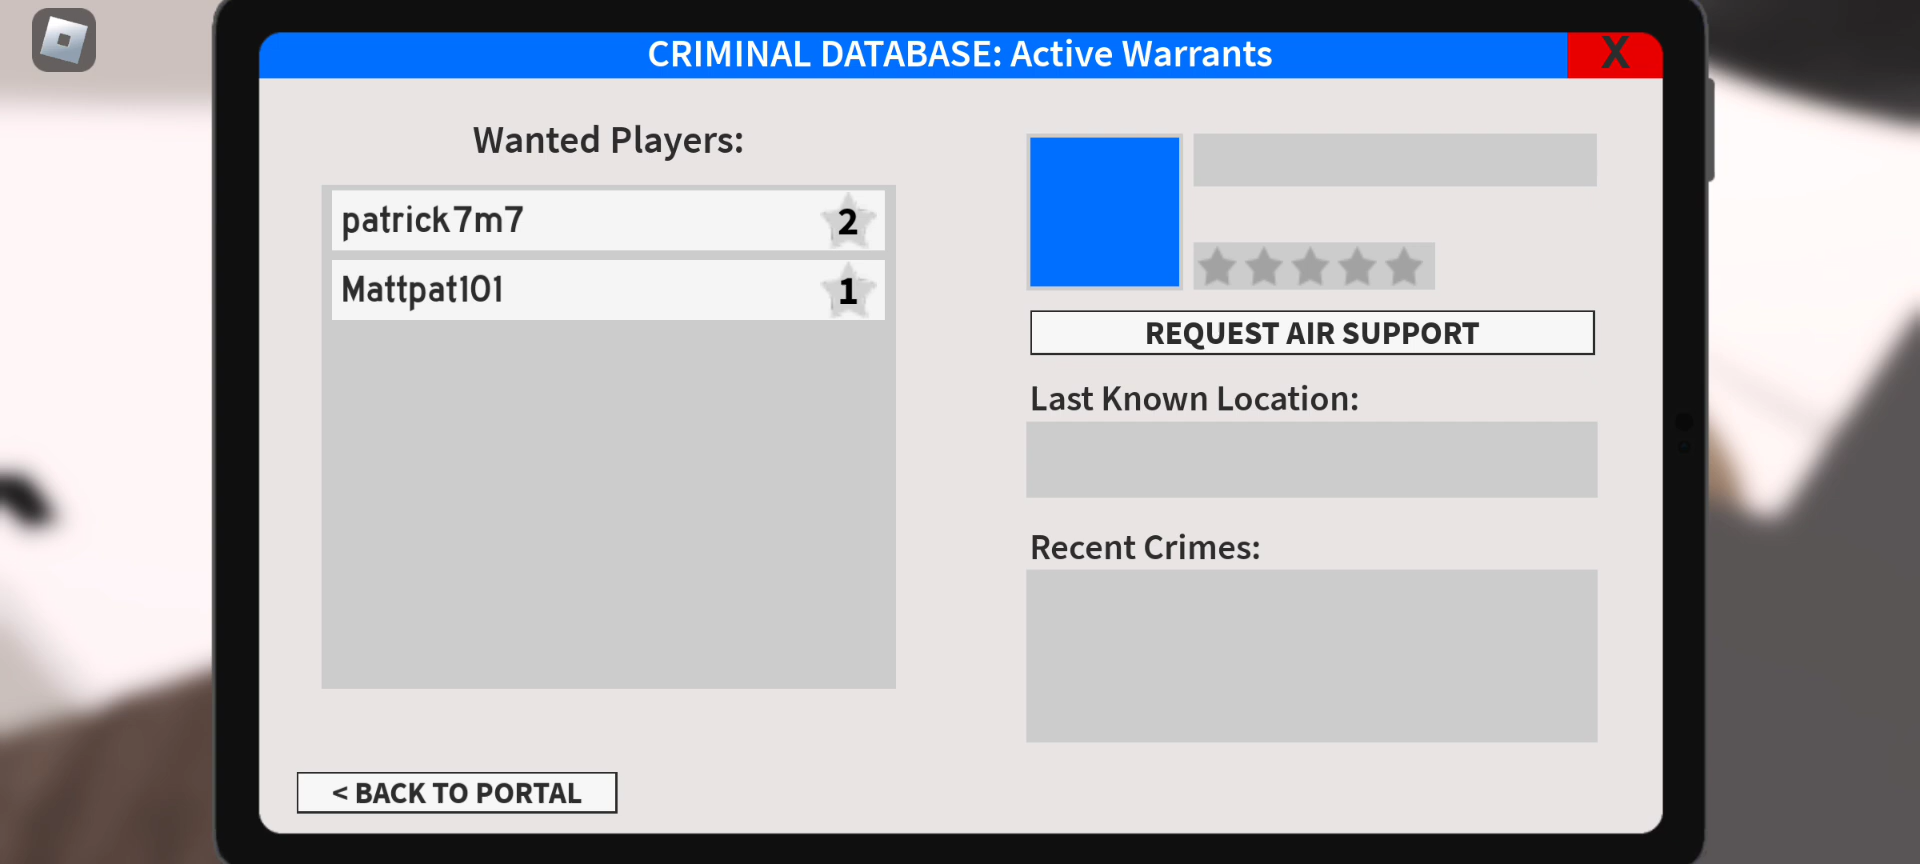 CRIMINAL DATABASE: Active Warrants
X
Wanted Players:
patrick7m7
2
Mattpat101
1
REQUEST AIR SUPPORT
Last Known Location:
Recent Crimes:
< BACK TO PORTAL